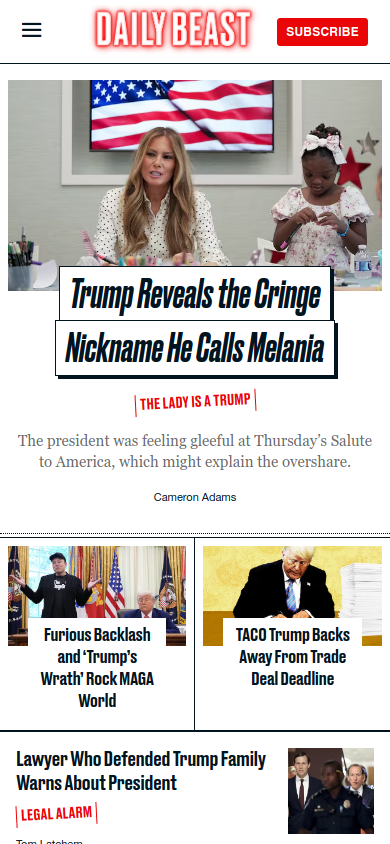 DAILY BEAST
SUBSCRIBE
Trump Reveals the Cringe
Nickname He Calls Melania
THE LADY IS A TRUMP
The president was feeling gleeful at Thursday's Salute
to America, which might explain the overshare.
Cameron Adams
Furious Backlash
and ‘Trump's
Wrath’ Rock MAGA
World
TACO Trump Backs
Away From Trade
Deal Deadline
Lawyer Who Defended Trump Family
Warns About President
LEGAL ALARM
Tom Latchem